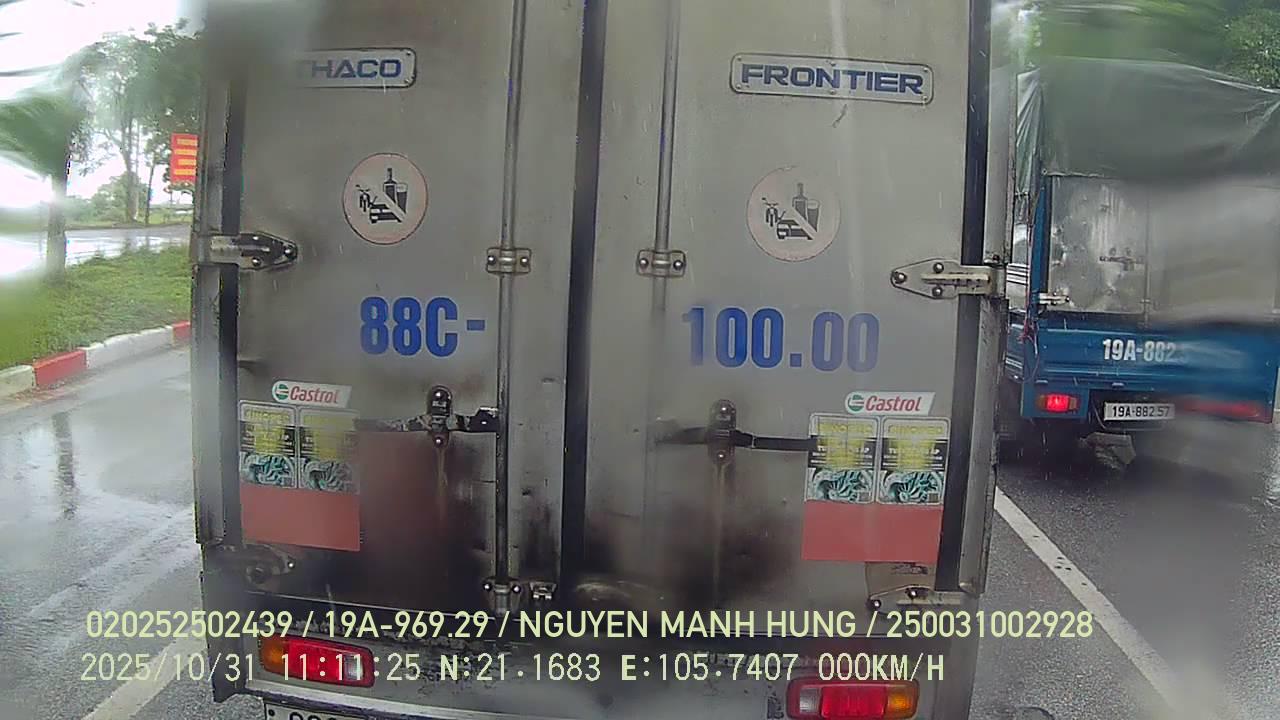 THACO
FRONTIER
88C-
100.00
Castrol
Castrol
19A-882.5
19A-882.57
020252502439 / 19A-969.29 / NGUYEN MANH HUNG / 250031002928
2025/10/31 11:11:25 N:21.1683 E:105.7407 000KM/H